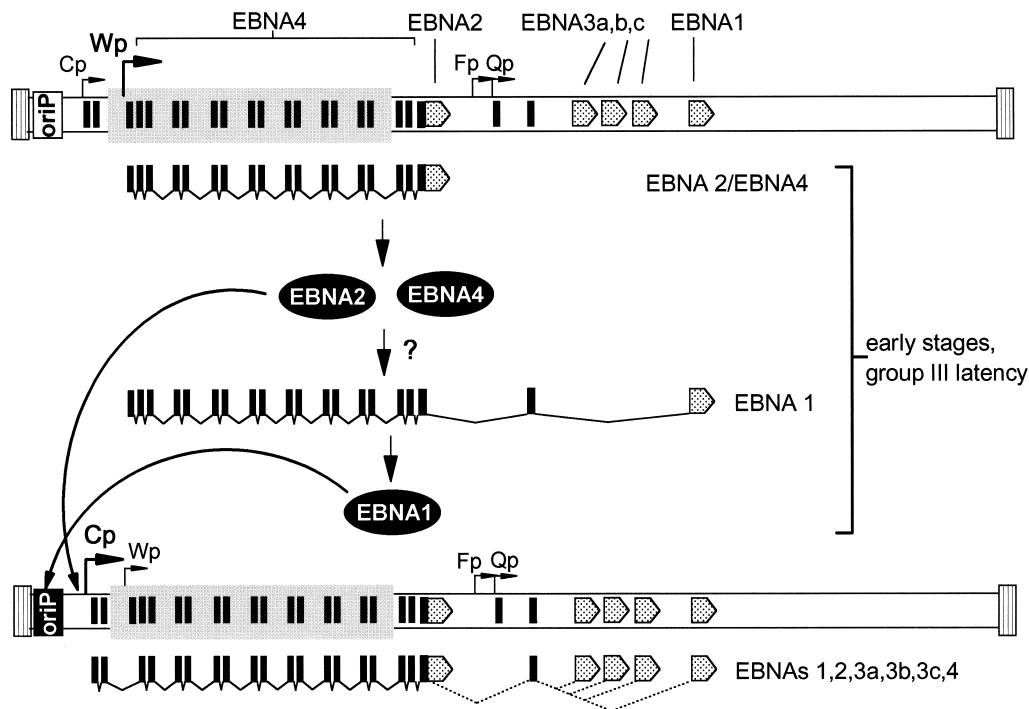 EBNA4
EBNA2
EBNA3a,b,c
EBNA1
Wp
Cp
Fp
Qp
oriP
EBNA 2/EBNA4
EBNA2
EBNA4
?
early stages,
group III latency
EBNA 1
EBNA1
Cp
Wp
Fp
Qp
oriP
EBNAs 1,2,3a,3b,3c,4